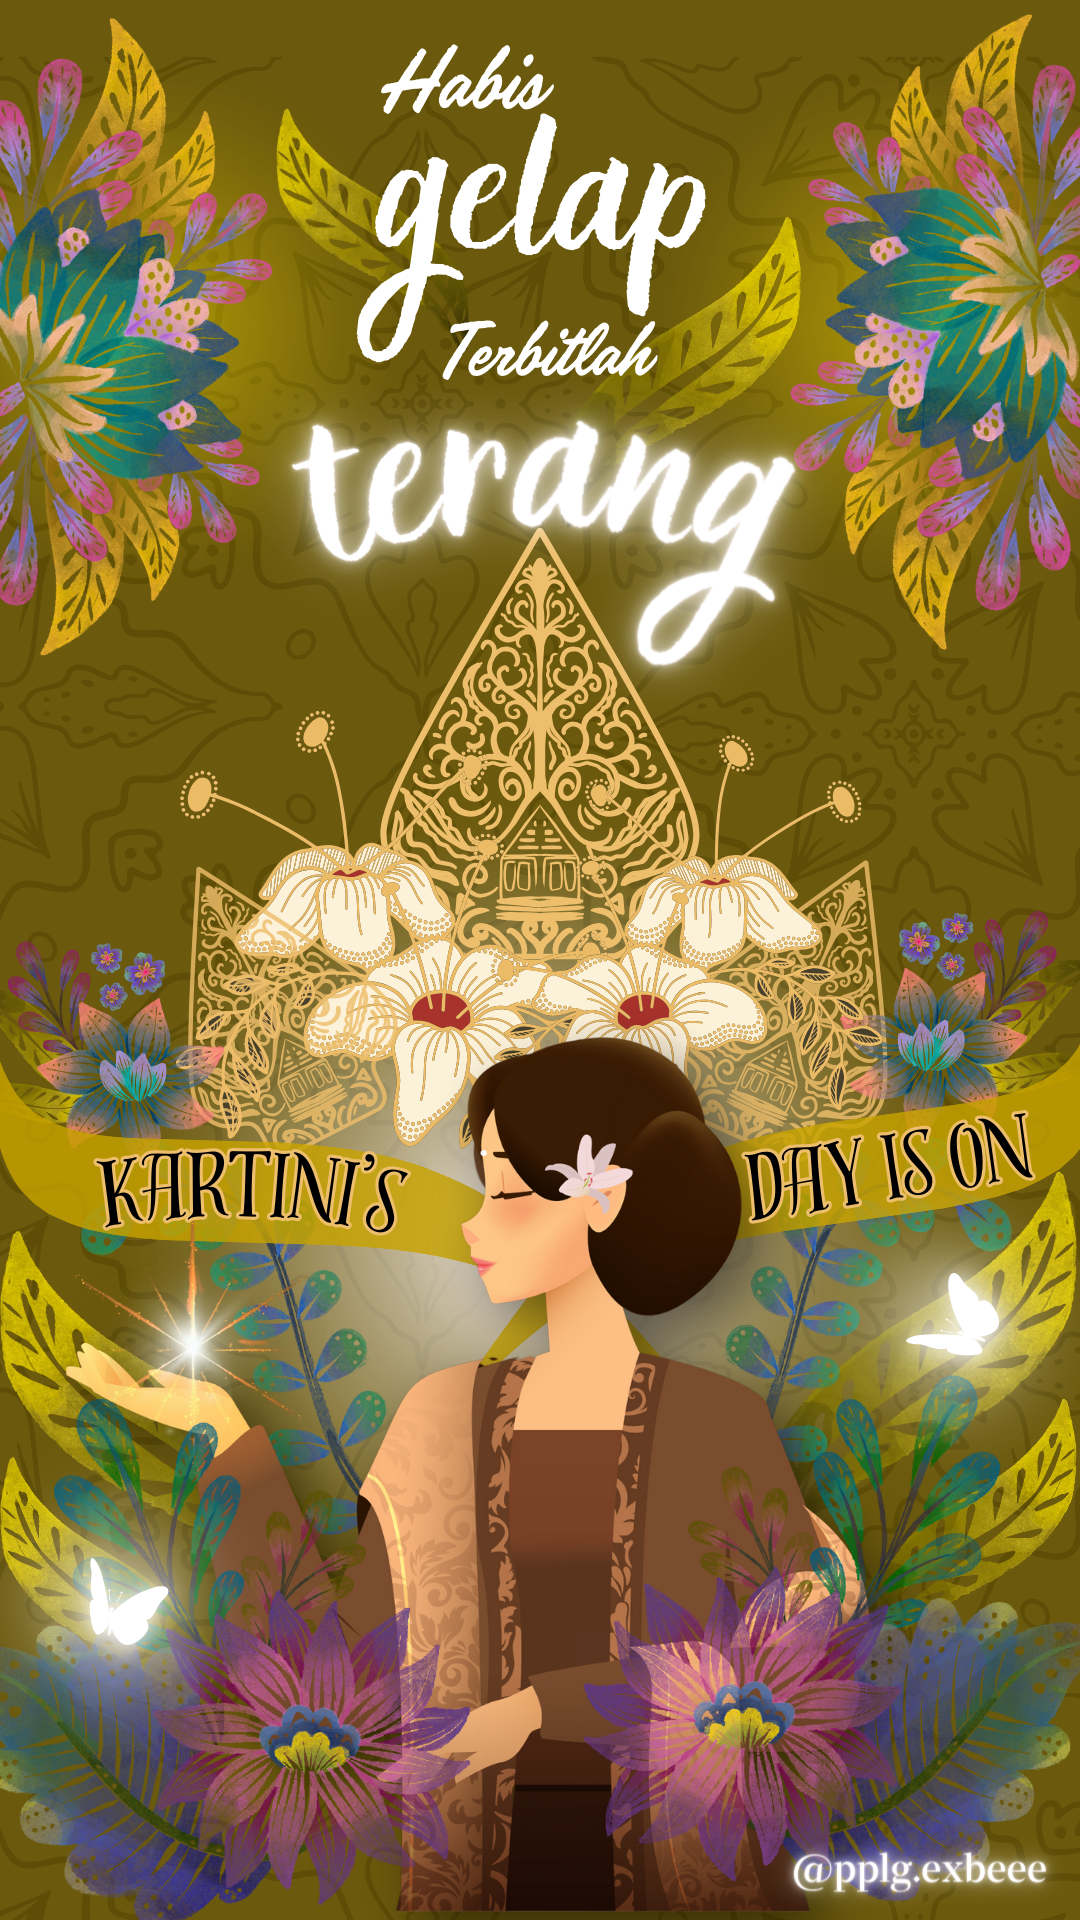 Habis
gelap
Terbitlah
terang
KARTINI'S DAY IS ON
@pplg.exbeee